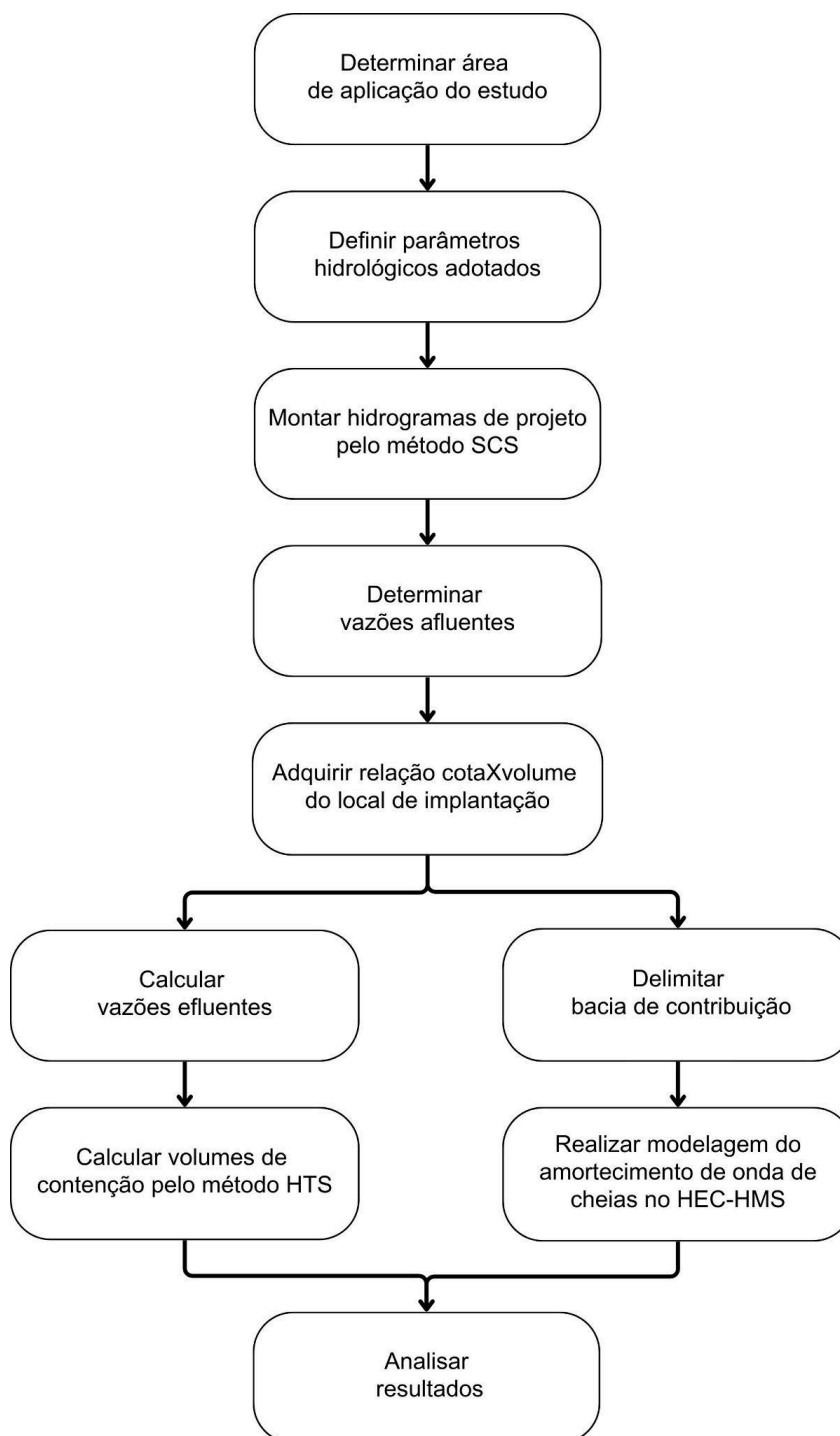 Determinar área
de aplicação do estudo
Definir parâmetros
hidrológicos adotados
Montar hidrogramas de projeto
pelo método SCS
Determinar
vazões afluentes
Adquirir relação cotaXvolume
do local de implantação
Calcular
vazões efluentes
Calcular volumes de
contenção pelo método HTS
Delimitar
bacia de contribuição
Realizar modelagem do
amortecimento de onda de
cheias no HEC-HMS
Analisar
resultados